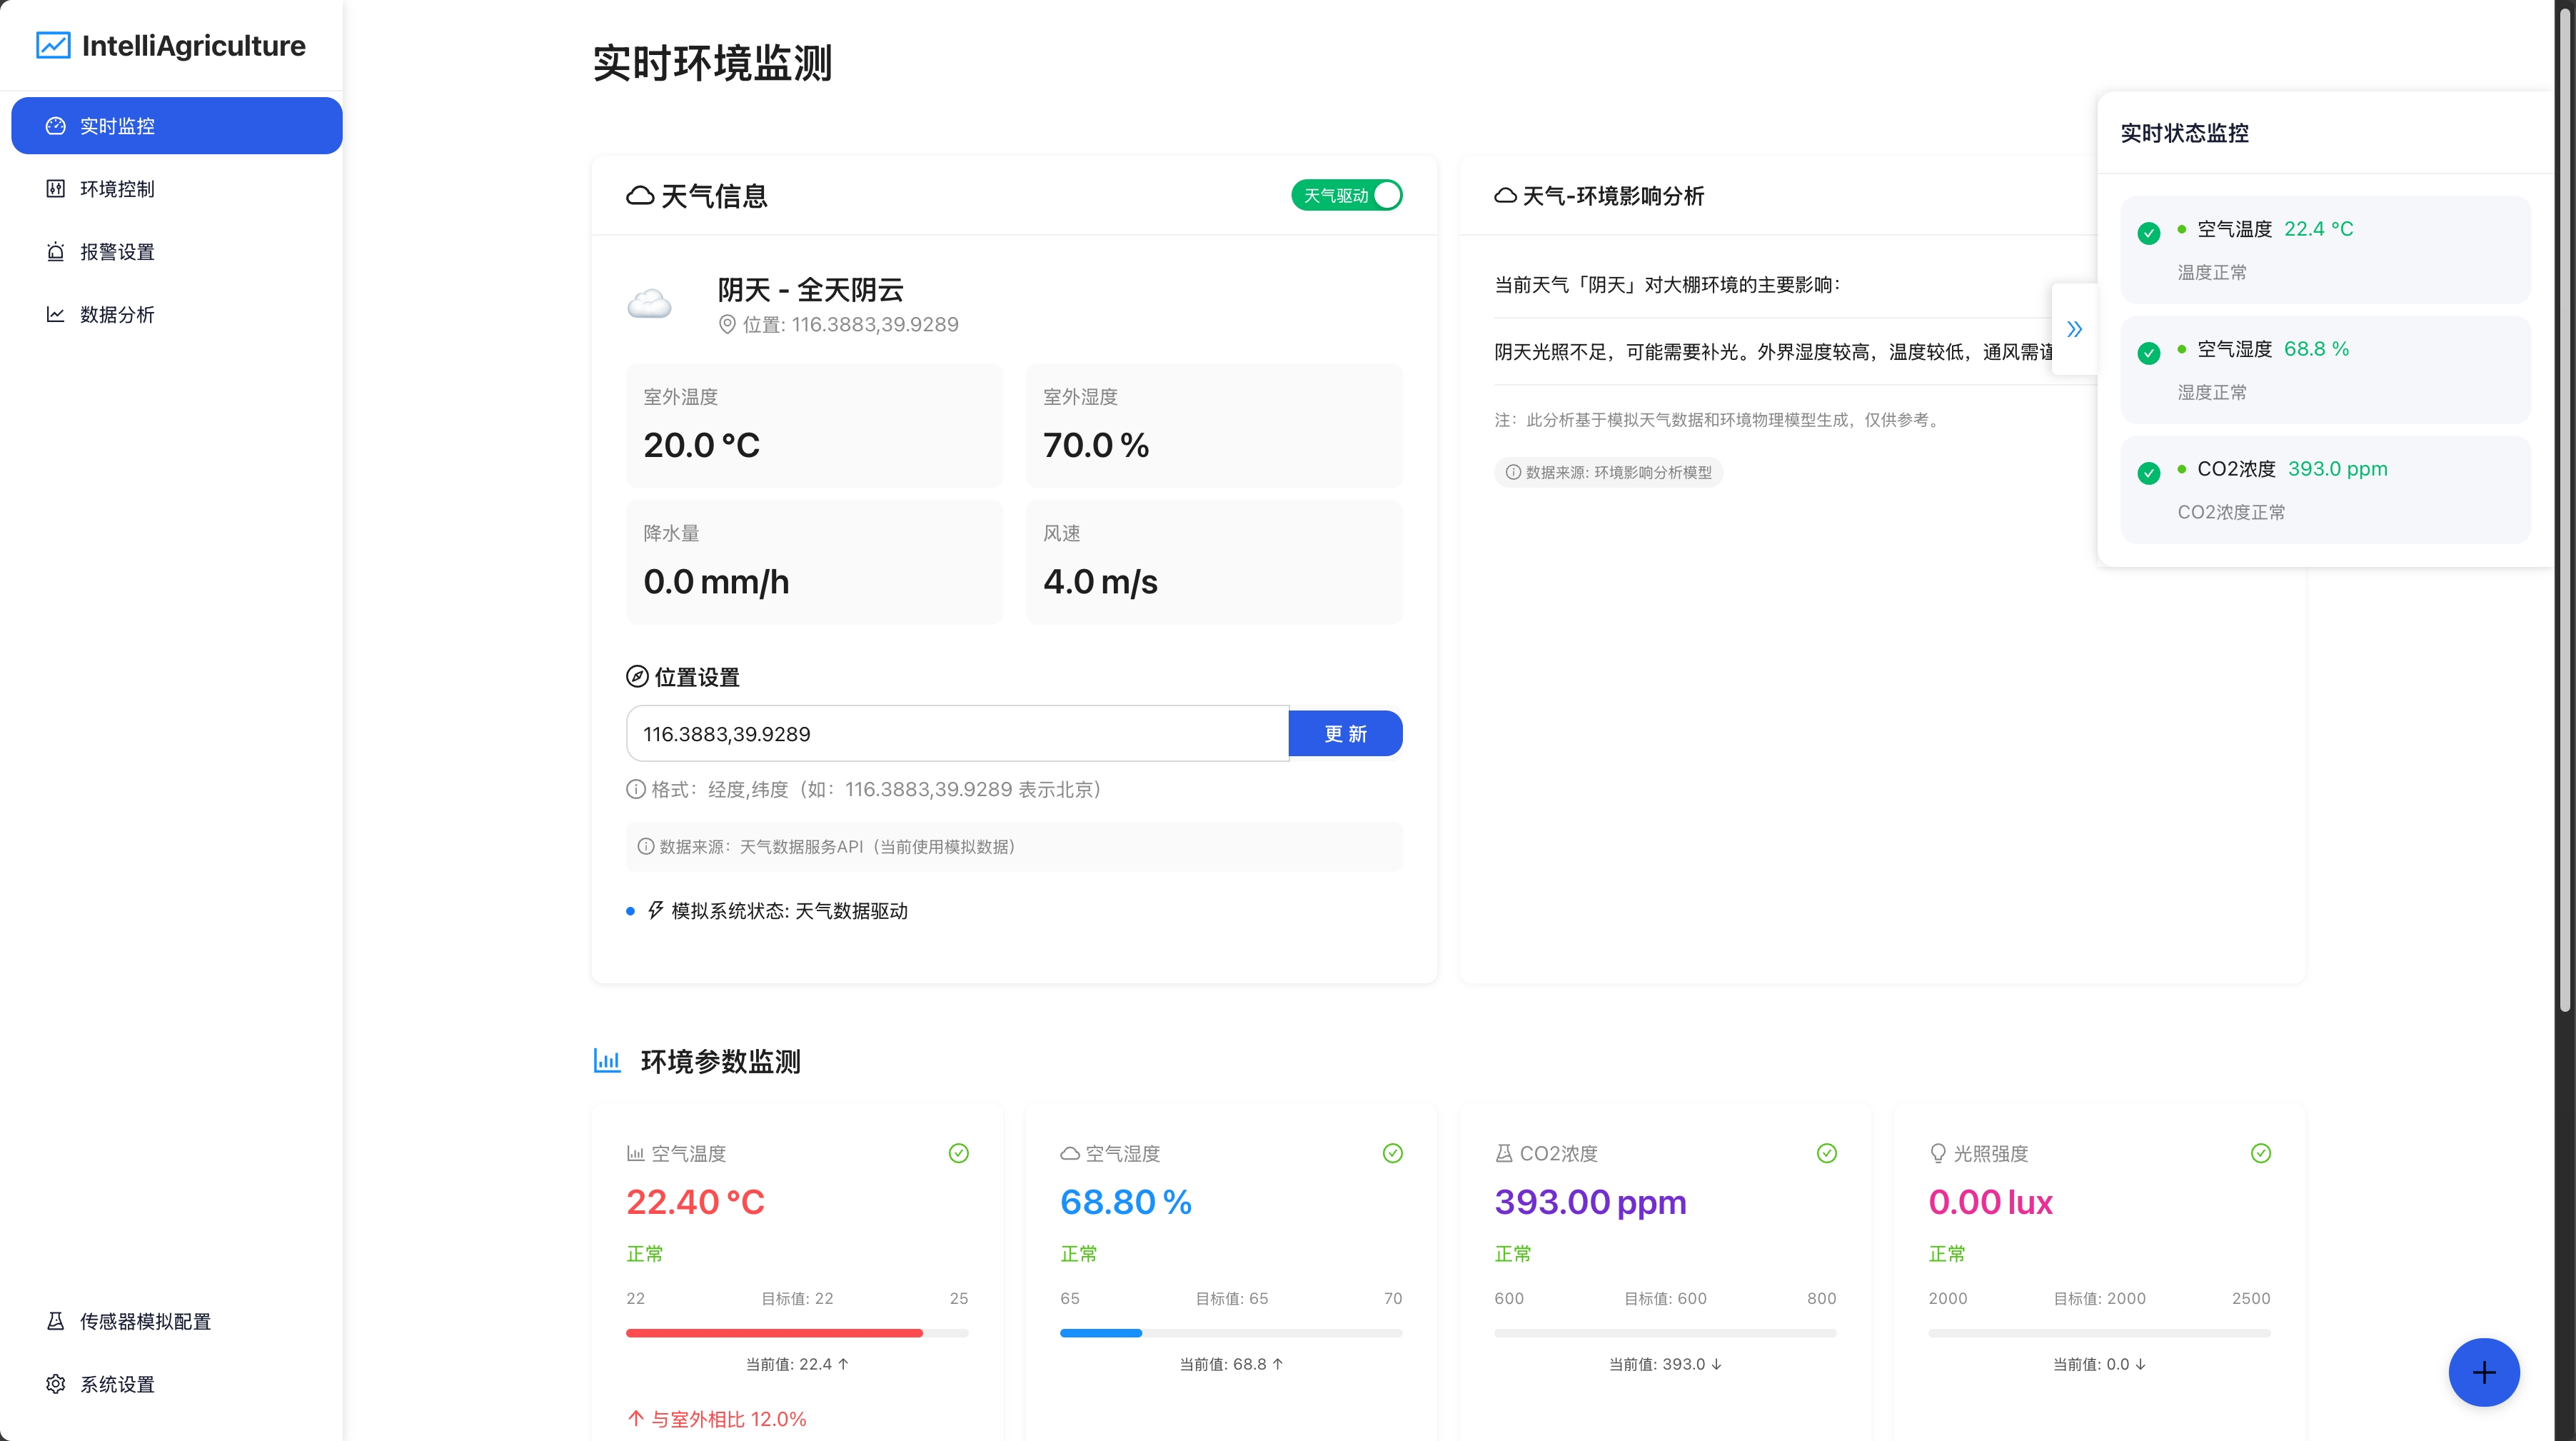 IntelliAgriculture
实时监控
环境控制
报警设置
数据分析
传感器模拟配置
系统设置
实时环境监测
天气信息
天气驱动
阴天 - 全天阴云
位置: 116.3883,39.9289
室外温度
20.0 °C
室外湿度
70.0 %
降水量
0.0 mm/h
风速
4.0 m/s
位置设置
116.3883,39.9289
更 新
格式：经度,纬度（如：116.3883,39.9289 表示北京）
数据来源：天气数据服务API（当前使用模拟数据）
模拟系统状态: 天气数据驱动
天气-环境影响分析
当前天气「阴天」对大棚环境的主要影响：
阴天光照不足，可能需要补光。外界湿度较高，温度较低，通风需
注：此分析基于模拟天气数据和环境物理模型生成，仅供参考。
数据来源: 环境影响分析模型
实时状态监控
空气温度 22.4 °C
温度正常
空气湿度 68.8 %
湿度正常
CO2浓度 393.0 ppm
CO2浓度正常
环境参数监测
空气温度
22.40 °C
正常
22 目标值: 22 25
当前值: 22.4 ↑
↑ 与室外相比 12.0%
空气湿度
68.80 %
正常
65 目标值: 65 70
当前值: 68.8 ↑
CO2浓度
393.00 ppm
正常
600 目标值: 600 800
当前值: 393.0 ↓
光照强度
0.00 lux
正常
2000 目标值: 2000 2500
当前值: 0.0 ↓